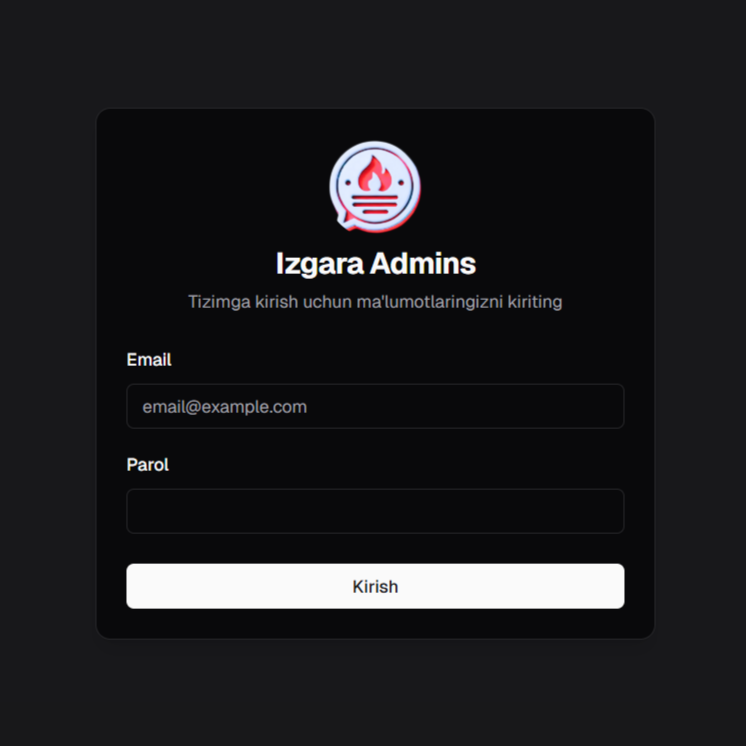 Izgara Admins
Tizimga kirish uchun ma'lumotlaringizni kiriting
Email
email@example.com
Parol
Kirish